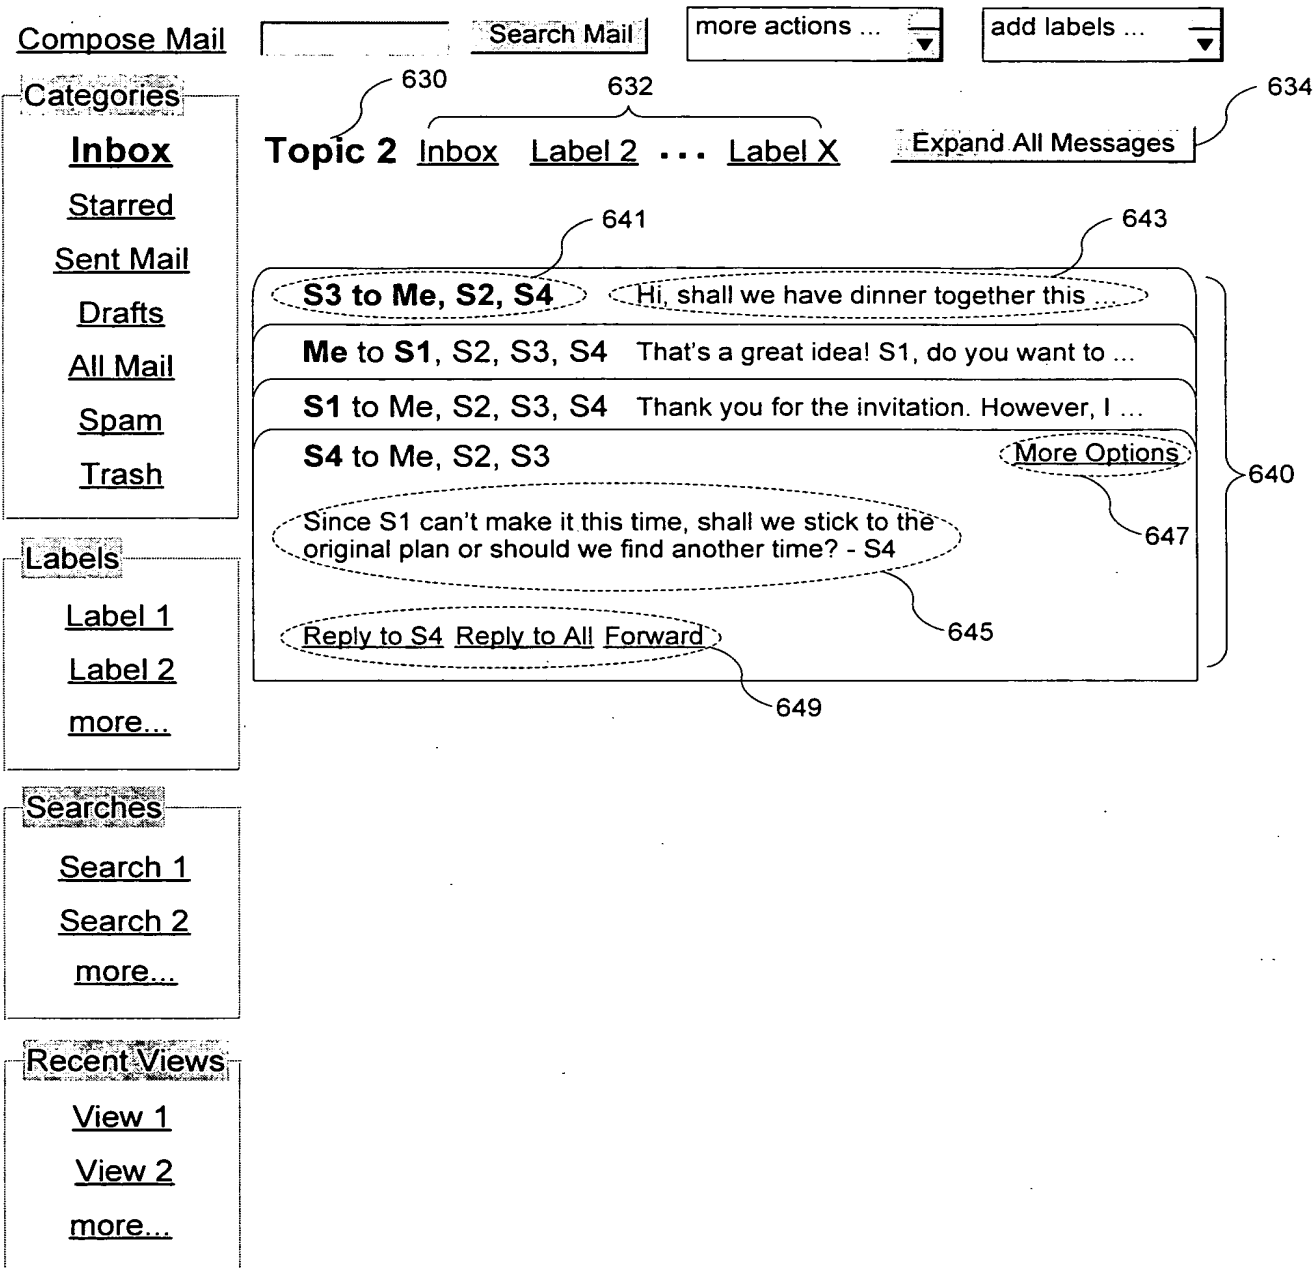 Compose Mail Search Mail more actions ... add labels ...
630 632 634
Topic 2 Inbox Label 2 ... Label X Expand All Messages
Categories
Inbox
Starred
Sent Mail
Drafts
All Mail
Spam
Trash
641 643
S3 to Me, S2, S4 Hi, shall we have dinner together this ...
Me to S1, S2, S3, S4 That's a great idea! S1, do you want to ...
S1 to Me, S2, S3, S4 Thank you for the invitation. However, I ...
S4 to Me, S2, S3 More Options
640
647
Since S1 can't make it this time, shall we stick to the
original plan or should we find another time? - S4
645
Reply to S4 Reply to All Forward
649
Labels
Label 1
Label 2
more...
Searches
Search 1
Search 2
more...
Recent Views
View 1
View 2
more...